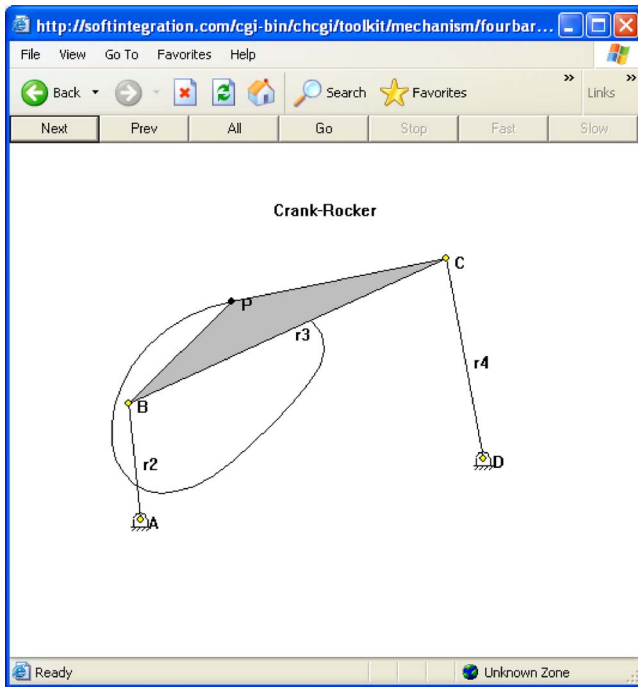 http://softintegration.com/cgi-bin/chcgi/toolkit/mechanism/fourbar...
File View Go To Favorites Help
Back Search Favorites » Links »
Next Prev All Go Stop Fast Slow
Crank-Rocker
C
P
r3
r4
B
r2
D
A
Ready Unknown Zone